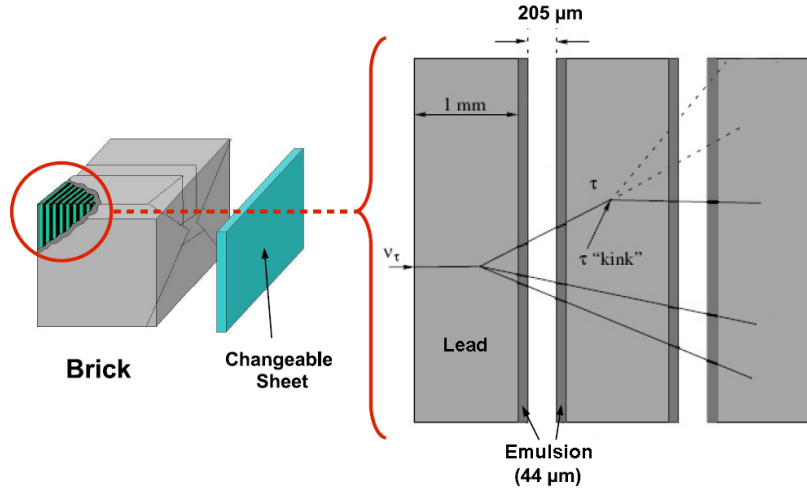 205 µm
1 mm
τ
ντ
τ “kink”
Lead
Brick
Changeable
Sheet
Emulsion
(44 µm)